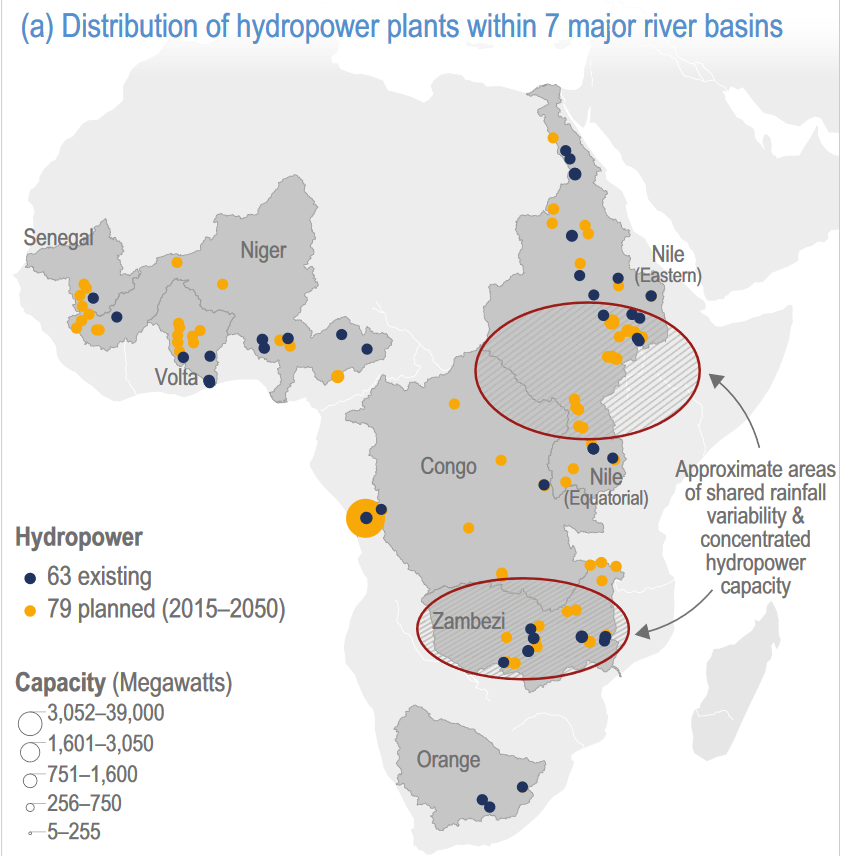 (a) Distribution of hydropower plants within 7 major river basins
Senegal
Niger
Nile
(Eastern)
Volta
Congo
Nile
(Equatorial)
Approximate areas
of shared rainfall
variability &
concentrated
hydropower
capacity
Hydropower
63 existing
79 planned (2015–2050)
Zambezi
Capacity (Megawatts)
3,052–39,000
1,601–3,050
751–1,600
256–750
5–255
Orange